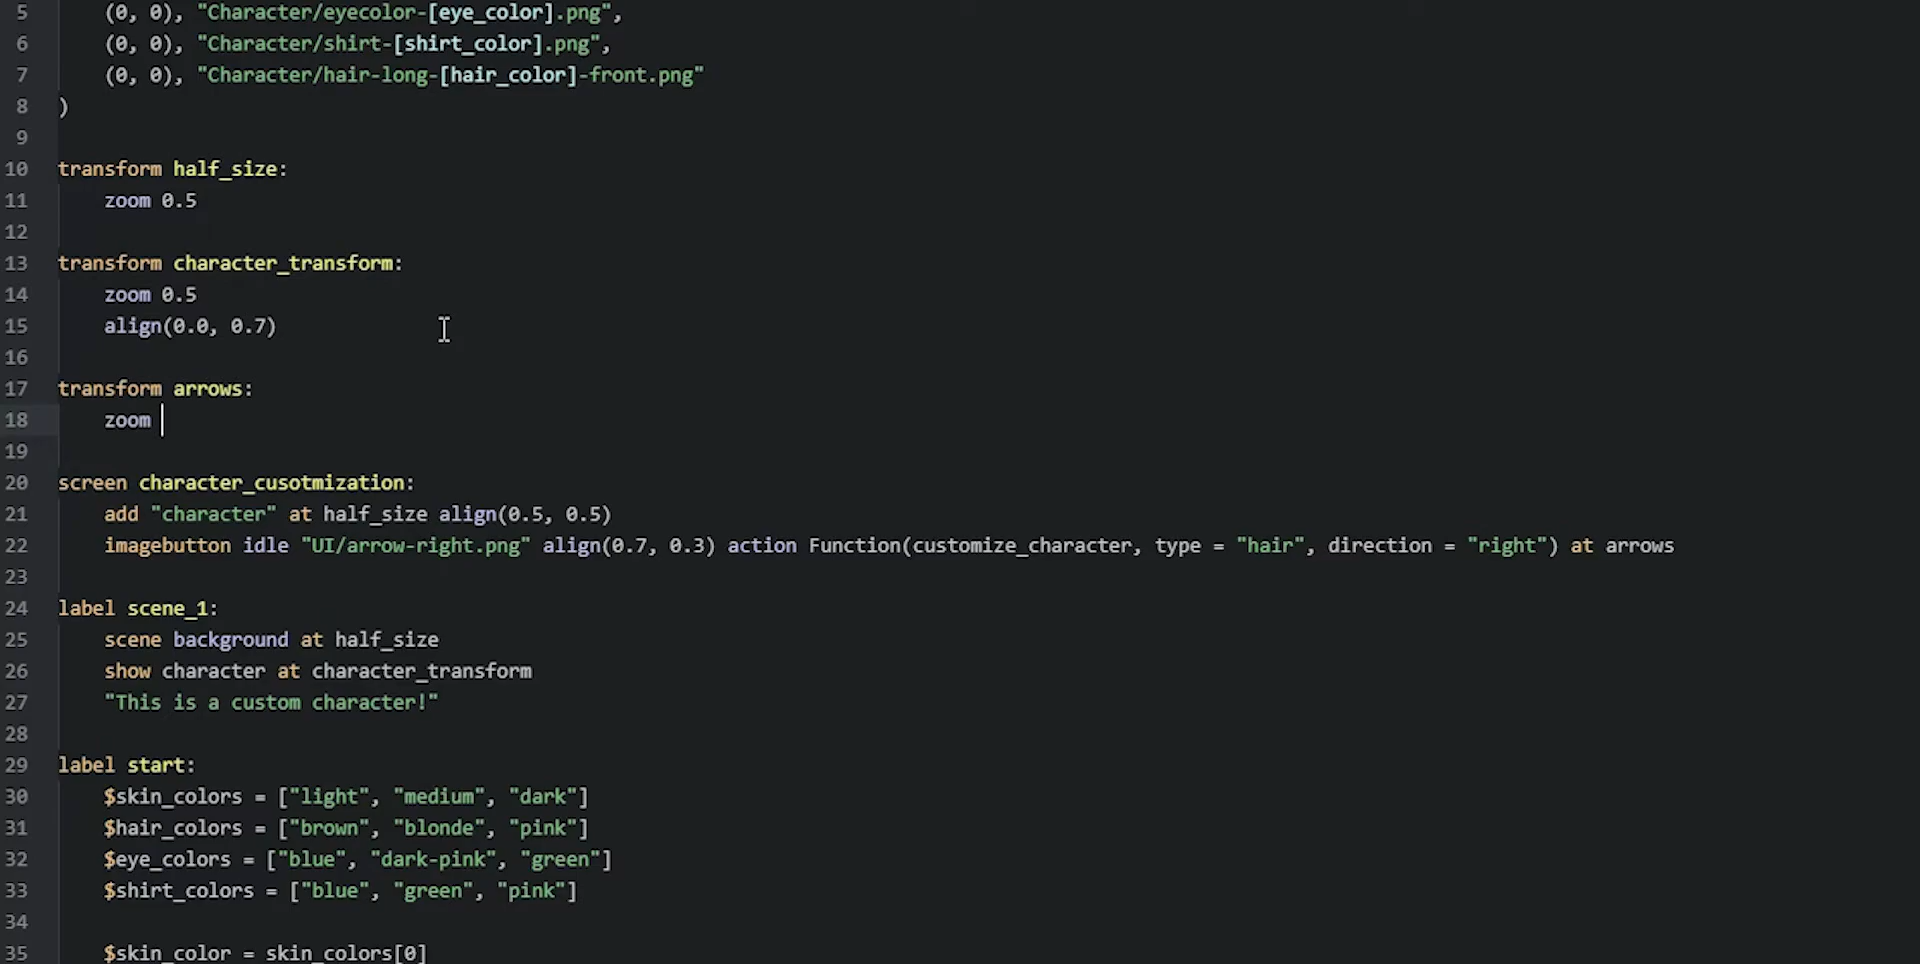 5 (0, 0), "Character/eyecolor-[eye_color].png",
6 (0, 0), "Character/shirt-[shirt_color].png",
7 (0, 0), "Character/hair-long-[hair_color]-front.png"
8 )
9
10 transform half_size:
11 zoom 0.5
12
13 transform character_transform:
14 zoom 0.5
15 align(0.0, 0.7)
16
17 transform arrows:
18 zoom
19
20 screen character_cusotmization:
21 add "character" at half_size align(0.5, 0.5)
22 imagebutton idle "UI/arrow-right.png" align(0.7, 0.3) action Function(customize_character, type = "hair", direction = "right") at arrows
23
24 label scene_1:
25 scene background at half_size
26 show character at character_transform
27 "This is a custom character!"
28
29 label start:
30 $skin_colors = ["light", "medium", "dark"]
31 $hair_colors = ["brown", "blonde", "pink"]
32 $eye_colors = ["blue", "dark-pink", "green"]
33 $shirt_colors = ["blue", "green", "pink"]
34
35 $skin_color = skin_colors[0]